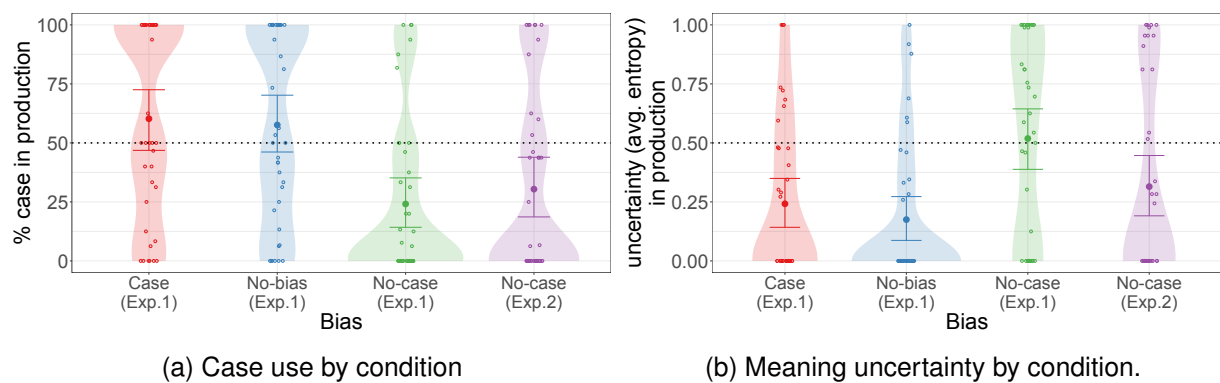 % case in production
100
75
50
25
0
Case
(Exp.1)
No-bias
(Exp.1)
No-case
(Exp.1)
No-case
(Exp.2)
Bias
(a) Case use by condition
uncertainty (avg. entropy)
in production
1.00
0.75
0.50
0.25
0.00
Case
(Exp.1)
No-bias
(Exp.1)
No-case
(Exp.1)
No-case
(Exp.2)
Bias
(b) Meaning uncertainty by condition.